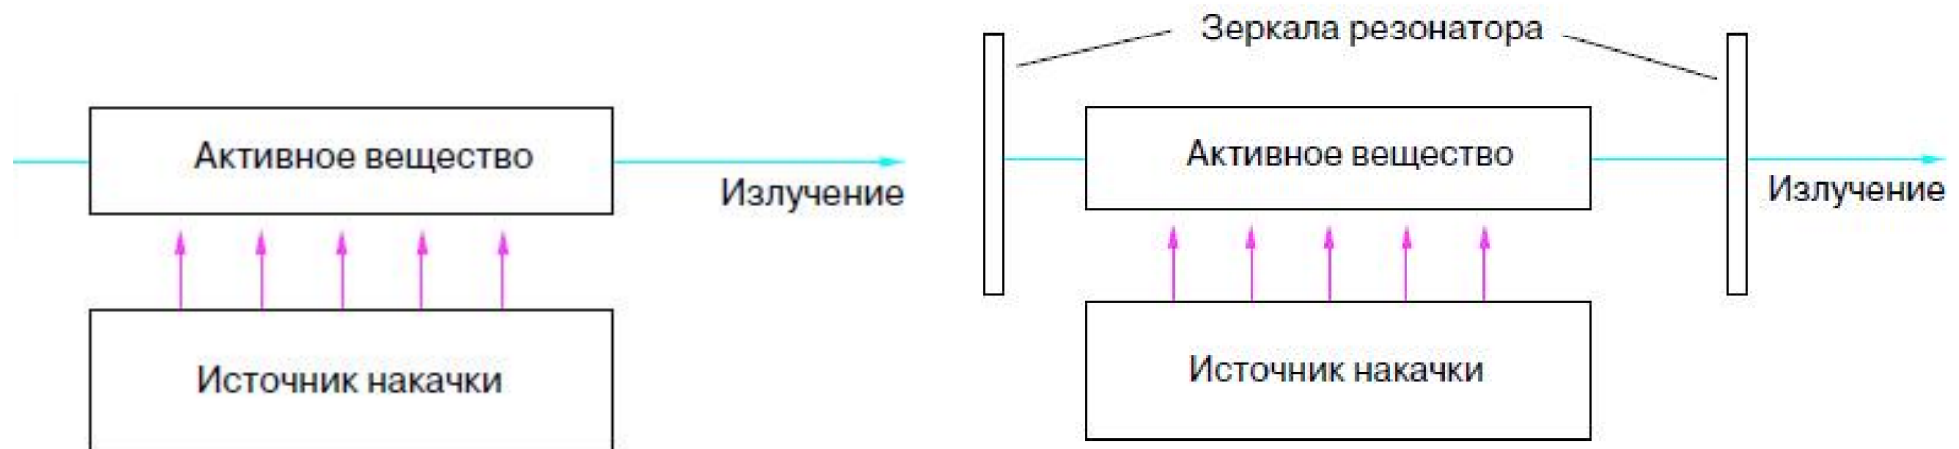 Активное вещество
Излучение
Источник накачки
Зеркала резонатора
Активное вещество
Излучение
Источник накачки